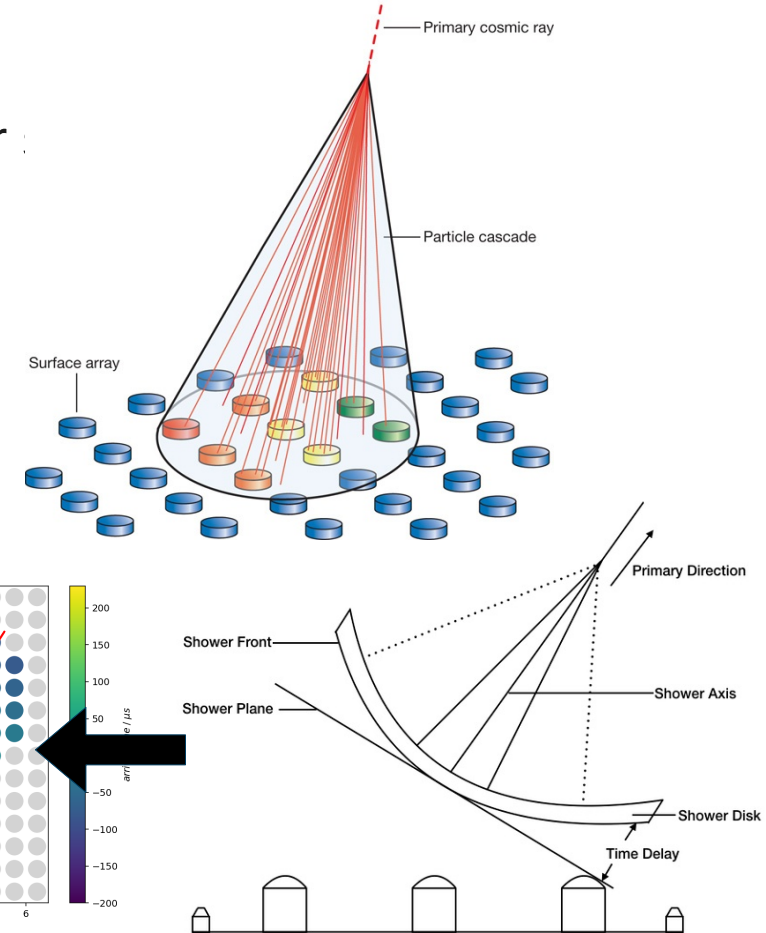 Primary cosmic ray
r
Particle cascade
Surface array
Primary Direction
Shower Front
Shower Axis
Shower Plane
Shower Disk
Time Delay
200
150
100
50
−50
−100
−150
−200
6